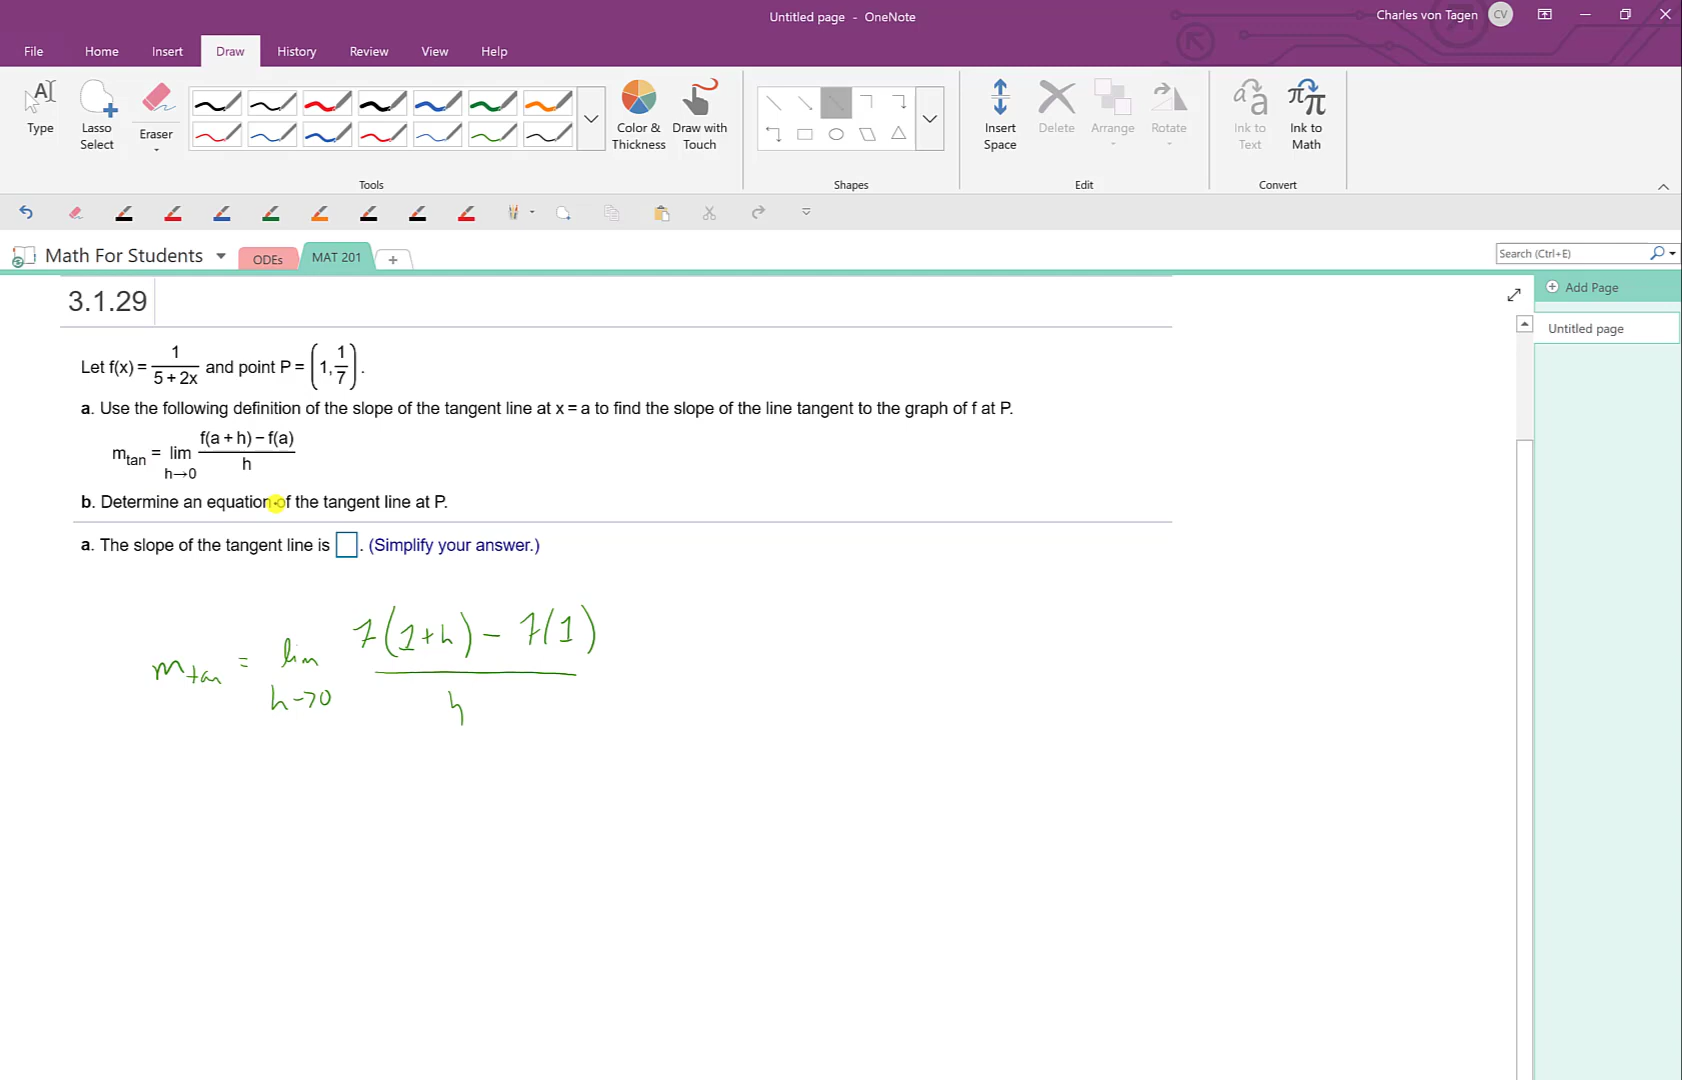 Untitled page - OneNote
Charles von Tagen CV
File Home Insert Draw History Review View Help
Type
Lasso Select
Eraser
Color & Thickness
Draw with Touch
Insert Space
Delete
Arrange
Rotate
Ink to Text
Ink to Math
Tools Shapes Edit Convert
Math For Students ODEs MAT 201 +
Search (Ctrl+E)
Add Page
Untitled page
3.1.29
Let f(x) = 1/(5 + 2x) and point P = (1, 1/7).
a. Use the following definition of the slope of the tangent line at x = a to find the slope of the line tangent to the graph of f at P.
m_tan = lim h→0 (f(a + h) − f(a))/h
b. Determine an equation of the tangent line at P.
a. The slope of the tangent line is . (Simplify your answer.)
m_tan = lim h→0 (7(1+h) − 7(1))/h